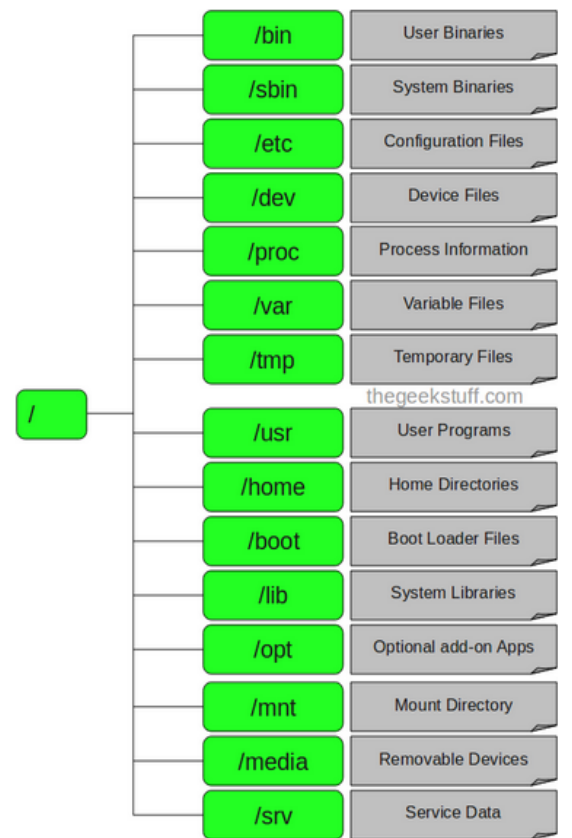 /bin User Binaries
/sbin System Binaries
/etc Configuration Files
/dev Device Files
/proc Process Information
/var Variable Files
/tmp Temporary Files
thegeekstuff.com
/
/usr User Programs
/home Home Directories
/boot Boot Loader Files
/lib System Libraries
/opt Optional add-on Apps
/mnt Mount Directory
/media Removable Devices
/srv Service Data